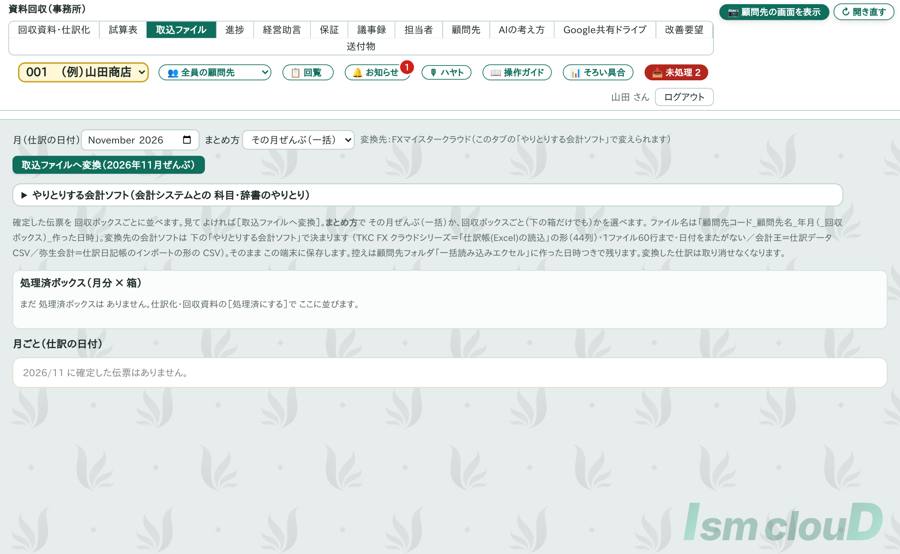 資料回収（事務所）
📷 顧問先の画面を表示
↻ 開き直す
回収資料・仕訳化 試算表 取込ファイル 進捗 経営助言 保証 議事録 担当者 顧問先 AIの考え方 Google共有ドライブ 改善要望
送付物
001 （例）山田商店
👥 全員の顧問先
📋 回覧
🔔 お知らせ 1
🎙 ハヤト
📖 操作ガイド
📊 そろい具合
📥 未処理 2
山田 さん ログアウト
月（仕訳の日付） November 2026 まとめ方 その月ぜんぶ（一括） 変換先：FXマイスタークラウド（このタブの「やりとりする会計ソフト」で変えられます）
取込ファイルへ変換（2026年11月ぜんぶ）
▶ やりとりする会計ソフト（会計システムとの 科目・辞書のやりとり）
確定した伝票を 回収ボックスごとに並べます。見て よければ［取込ファイルへ変換］。まとめ方で その月ぜんぶ（一括）か、回収ボックスごと（下の箱だけでも）かを選べます。ファイル名は「顧問先コード_顧問先名_年月（_回収
ボックス）_作った日時」。変換先の会計ソフトは 下の「やりとりする会計ソフト」で決まります（TKC FX クラウドシリーズ＝「仕訳帳(Excel)の読込」の形（44列）・1ファイル60行まで・日付をまたがない／会計王＝仕訳データ
CSV／弥生会計＝仕訳日記帳のインポートの形の CSV）。そのまま この端末に保存します。控えは顧問先フォルダ「一括読み込みエクセル」に作った日時つきで残ります。変換した仕訳は取り消せなくなります。
処理済ボックス（月分 × 箱）
まだ 処理済ボックスは ありません。仕訳化・回収資料の［処理済にする］で ここに並びます。
月ごと（仕訳の日付）
2026/11 に確定した伝票はありません。
Ism clouD